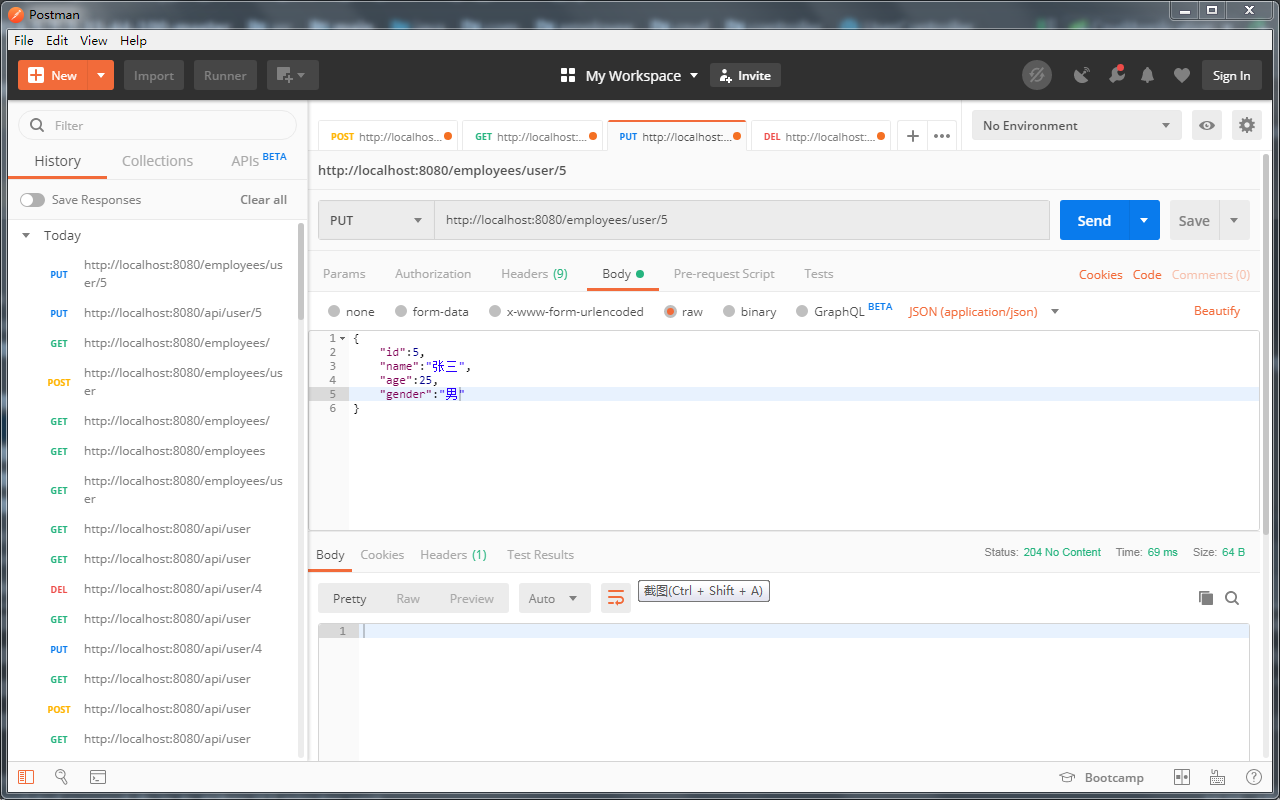 Postman
File Edit View Help
New Import Runner My Workspace Invite Sign In
Filter
History Collections APIs BETA
Save Responses Clear all
Today
PUT http://localhost:8080/employees/us
er/5
PUT http://localhost:8080/api/user/5
GET http://localhost:8080/employees/
POST http://localhost:8080/employees/us
er
GET http://localhost:8080/employees/
GET http://localhost:8080/employees
GET http://localhost:8080/employees/us
er
GET http://localhost:8080/api/user
GET http://localhost:8080/api/user
DEL http://localhost:8080/api/user/4
GET http://localhost:8080/api/user
PUT http://localhost:8080/api/user/4
GET http://localhost:8080/api/user
POST http://localhost:8080/api/user
GET http://localhost:8080/api/user
POST http://localhos... GET http://localhost:... PUT http://localhost:... DEL http://localhost:...
No Environment
http://localhost:8080/employees/user/5
PUT http://localhost:8080/employees/user/5 Send Save
Params Authorization Headers (9) Body Pre-request Script Tests Cookies Code Comments (0)
none form-data x-www-form-urlencoded raw binary GraphQL BETA JSON (application/json) Beautify
1 {
2 "id":5,
3 "name":"张三",
4 "age":25,
5 "gender":"男"
6 }
Body Cookies Headers (1) Test Results Status: 204 No Content Time: 69 ms Size: 64 B
Pretty Raw Preview Auto 截图(Ctrl + Shift + A)
1
Bootcamp